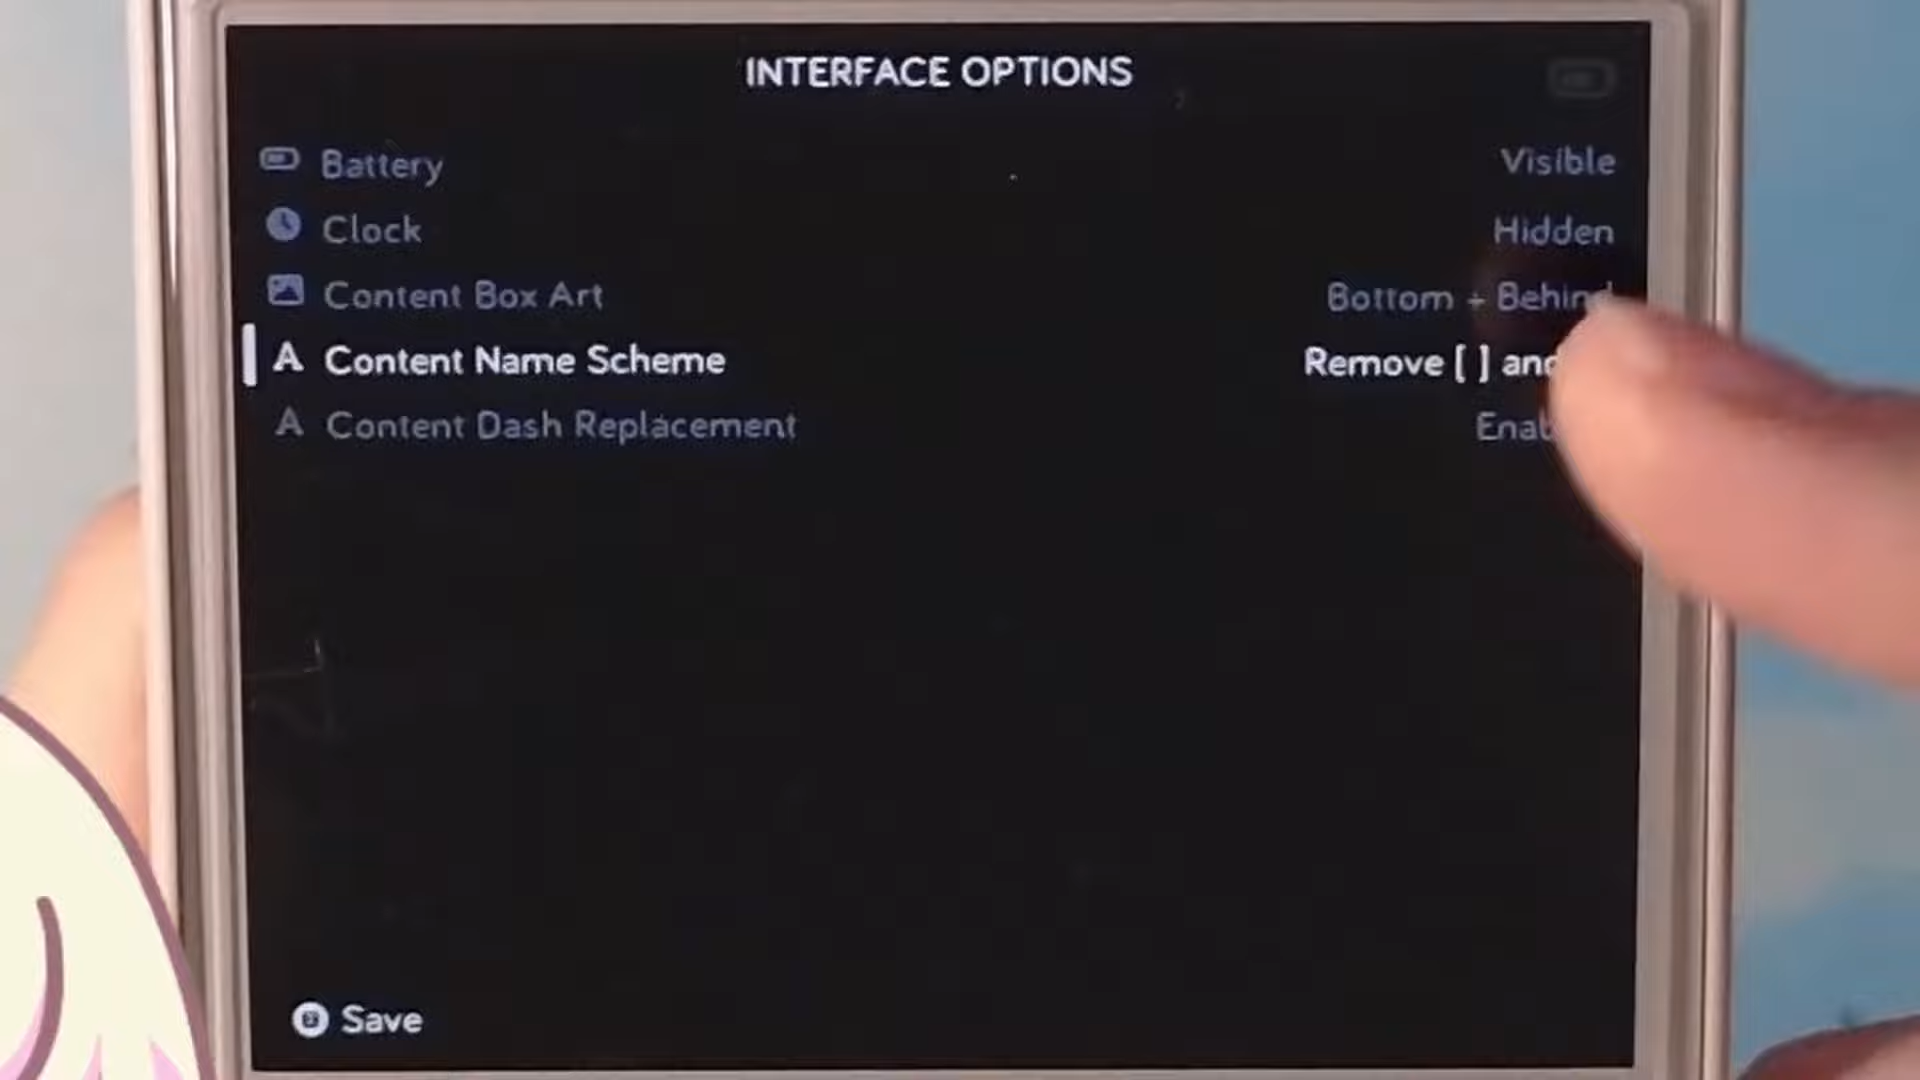 INTERFACE OPTIONS
Battery Visible
Clock Hidden
Content Box Art Bottom + Behind
A Content Name Scheme Remove [ ] and
A Content Dash Replacement
Save